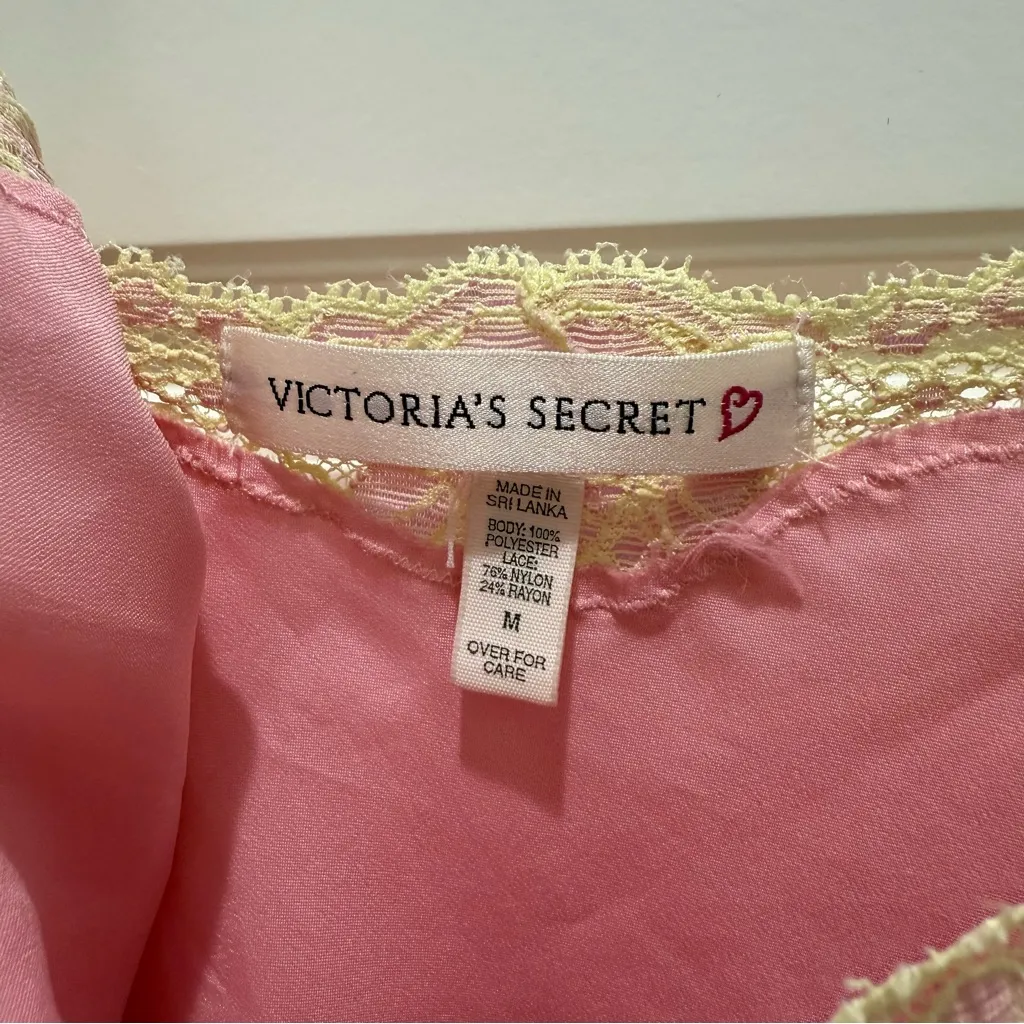 VICTORIA'S SECRET
MADE IN
SRI LANKA
BODY: 100%
POLYESTER
LACE:
76% NYLON
24% RAYON
M
OVER FOR
CARE